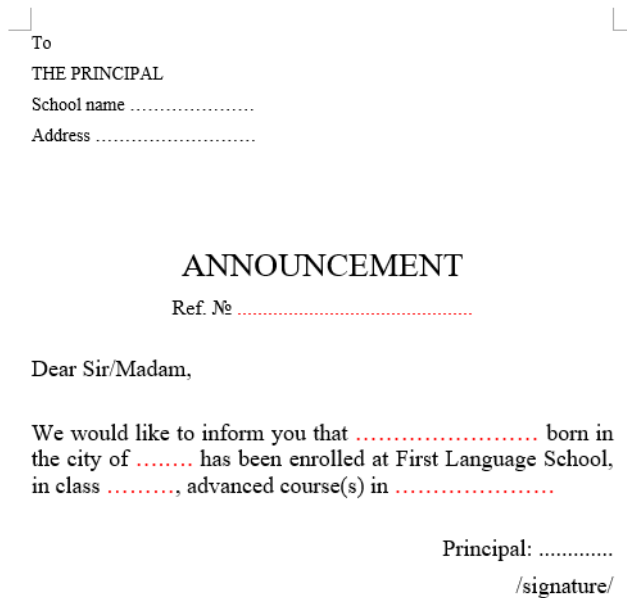 To
THE PRINCIPAL
School name .....................
Address ...........................
ANNOUNCEMENT
Ref. № ...............................................
Dear Sir/Madam,
We would like to inform you that ........................ born in
the city of ........ has been enrolled at First Language School,
in class ........., advanced course(s) in .....................
Principal: .............
/signature/